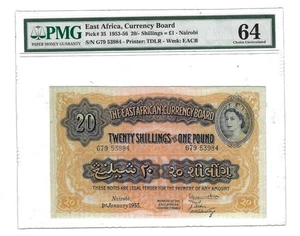 PMG
PAPER MONEY GUARANTY
East Africa, Currency Board
Pick# 35 1953-56 20/- Shillings = £1 - Nairobi
S/N G79 53984 - Printer: TDLR - Wmk: EACB
64
Choice Uncirculated
THE EAST AFRICAN CURRENCY BOARD
20
TWENTY SHILLINGS OR ONE POUND
G79 53984
G79 53984
THESE NOTES ARE LEGAL TENDER FOR THE PAYMENT OF ANY AMOUNT
Nairobi
1st January 1955